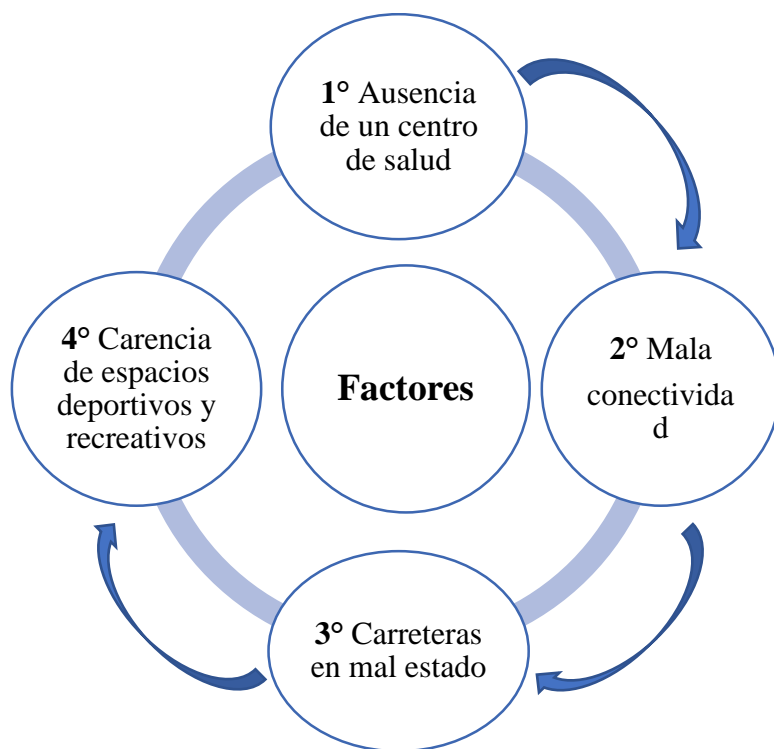 1° Ausencia
de un centro
de salud
2° Mala
conectivida
d
3° Carreteras
en mal estado
4° Carencia
de espacios
deportivos y
recreativos
Factores